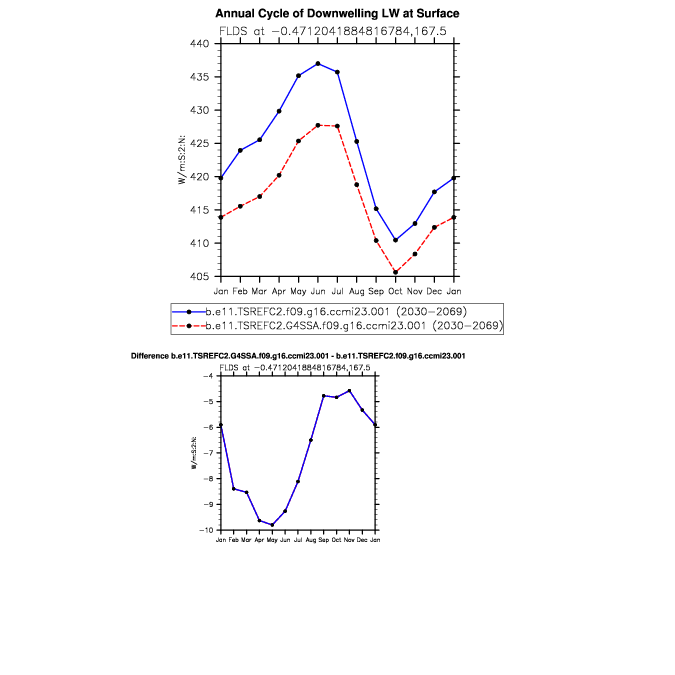 Annual Cycle of Downwelling LW at Surface
FLDS at −0.4712041884816784,167.5
440
435
430
425
420
415
410
405
W/m:S:2:N:
Jan Feb Mar Apr May Jun Jul Aug Sep Oct Nov Dec Jan
b.e11.TSREFC2.f09.g16.ccmi23.001 (2030−2069)
b.e11.TSREFC2.G4SSA.f09.g16.ccmi23.001 (2030−2069)
Difference b.e11.TSREFC2.G4SSA.f09.g16.ccmi23.001 - b.e11.TSREFC2.f09.g16.ccmi23.001
FLDS at −0.4712041884816784,167.5
−4
−5
−6
−7
−8
−9
−10
W/m:S:2:N:
Jan Feb Mar Apr May Jun Jul Aug Sep Oct Nov Dec Jan